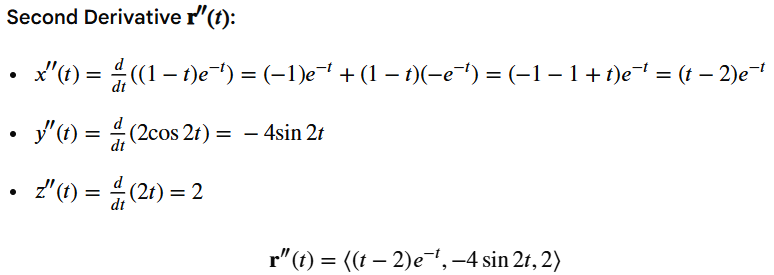 Second Derivative r″(t):
• x″(t) = d/dt((1 − t)e^{−t}) = (−1)e^{−t} + (1 − t)(−e^{−t}) = (−1 − 1 + t)e^{−t} = (t − 2)e^{−t}
• y″(t) = d/dt(2cos 2t) = − 4sin 2t
• z″(t) = d/dt(2t) = 2
r″(t) = ⟨(t − 2)e^{−t}, −4 sin 2t, 2⟩